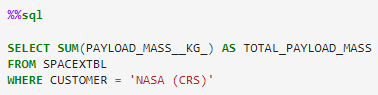 %%sql
SELECT SUM(PAYLOAD_MASS__KG_) AS TOTAL_PAYLOAD_MASS
FROM SPACEXTBL
WHERE CUSTOMER = 'NASA (CRS)'